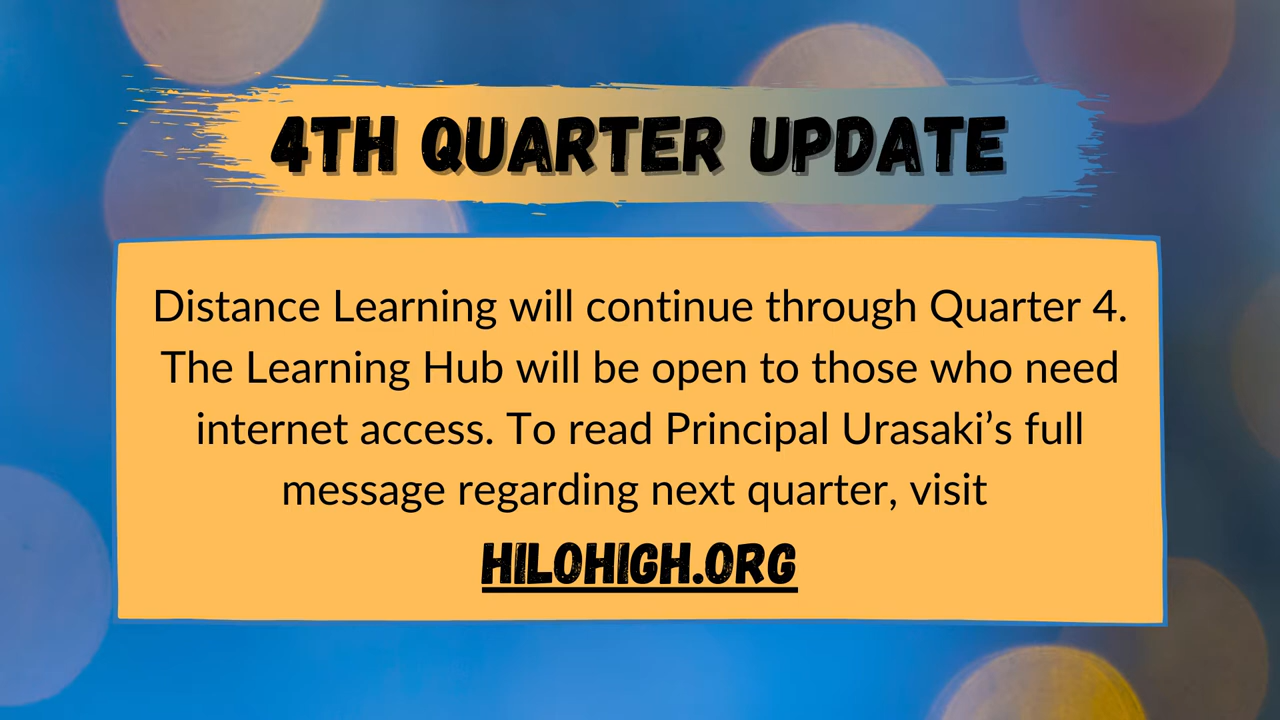 4TH QUARTER UPDATE
Distance Learning will continue through Quarter 4.
The Learning Hub will be open to those who need
internet access. To read Principal Urasaki’s full
message regarding next quarter, visit
HILOHIGH.ORG